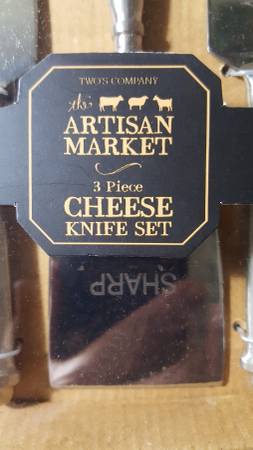 TWO'S COMPANY
the
ARTISAN
MARKET
3 Piece
CHEESE
KNIFE SET
SHARP